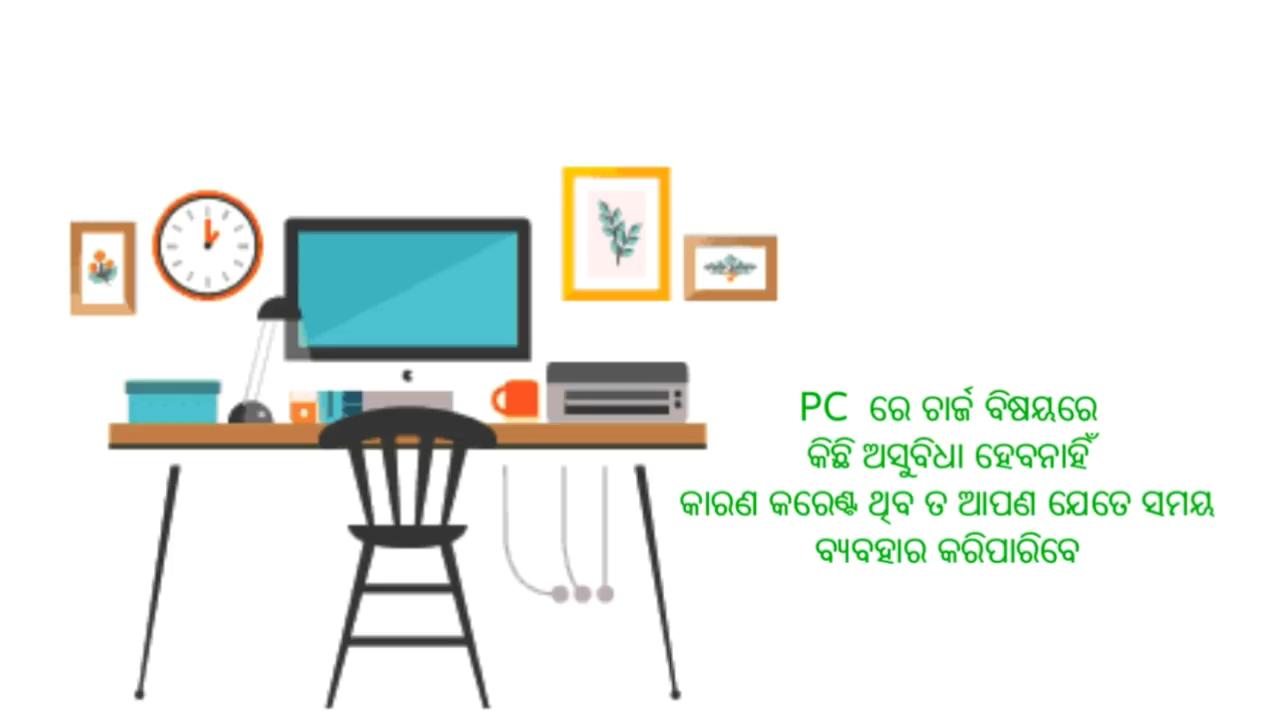 PC ରେ ଚାର୍ଜ ବିଷୟରେ
କିଛି ଅସୁବିଧା ହେବନାହିଁ
କାରଣ କରେଣ୍ଟ ଥିବ ତ ଆପଣ ଯେତେ ସମୟ
ବ୍ୟବହାର କରିପାରିବେ